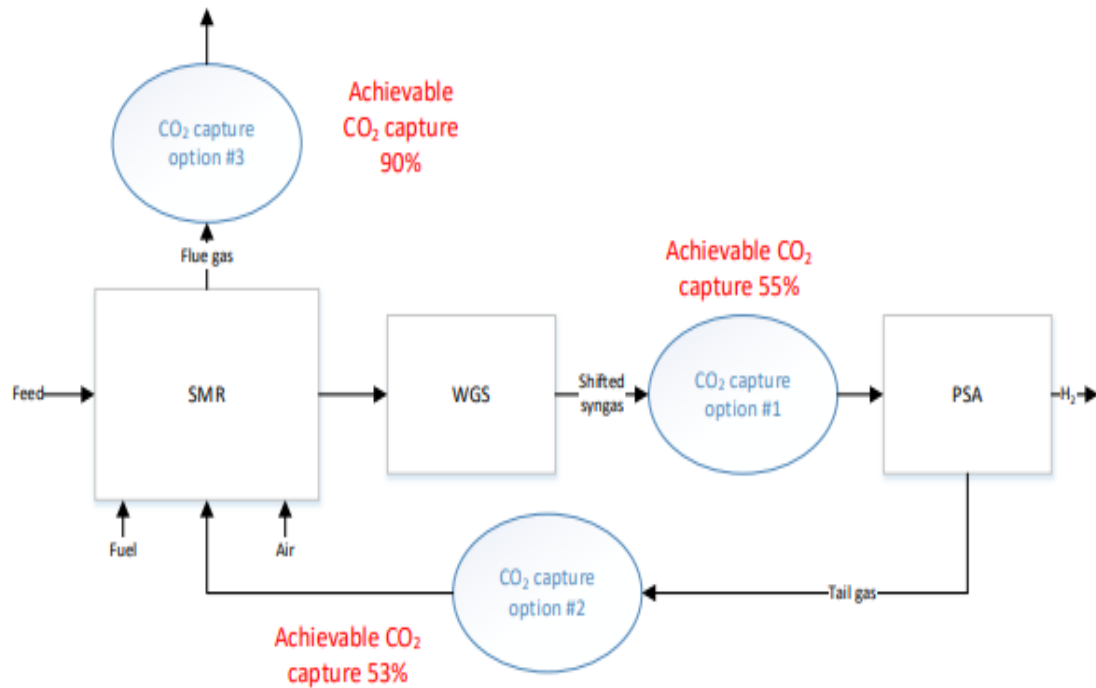 CO₂ capture
option #3
Achievable
CO₂ capture
90%
Flue gas
Achievable CO₂
capture 55%
Feed
SMR
WGS
Shifted
syngas
CO₂ capture
option #1
PSA
H₂
Fuel
Air
CO₂ capture
option #2
Tail gas
Achievable CO₂
capture 53%